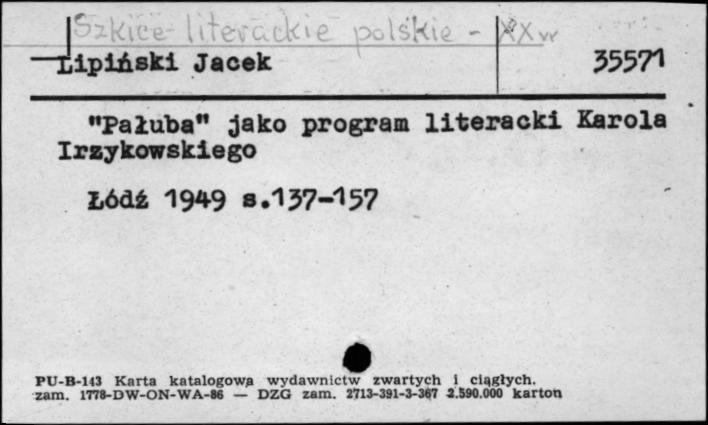 Szkice literackie polskie - XX w
Lipiński Jacek 35571
"Pałuba" jako program literacki Karola
Irzykowskiego
Łódź 1949 s.137-157
PU-B-143 Karta katalogowa wydawnictw zwartych i ciągłych.
zam. 1778-DW-ON-WA-86 — DZG zam. 2713-391-3-367 2.590.000 karton